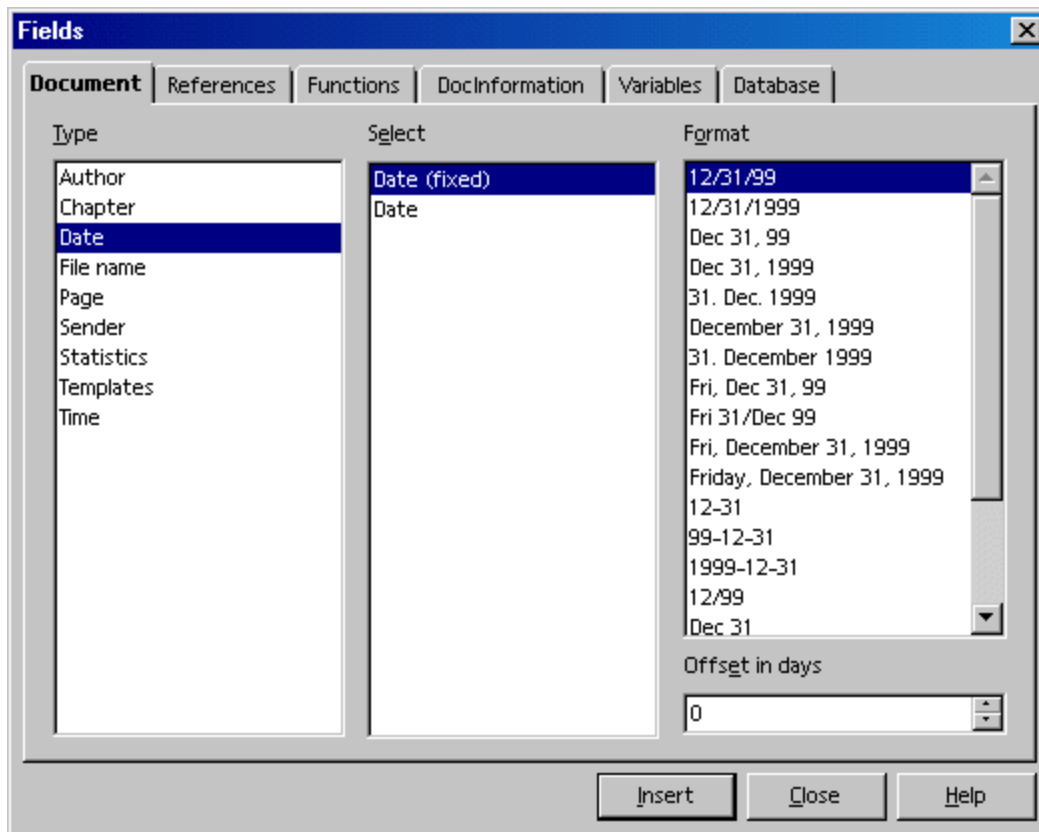 Fields
Document References Functions DocInformation Variables Database
Type
Author
Chapter
Date
File name
Page
Sender
Statistics
Templates
Time
Select
Date (fixed)
Date
Format
12/31/99
12/31/1999
Dec 31, 99
Dec 31, 1999
31. Dec. 1999
December 31, 1999
31. December 1999
Fri, Dec 31, 99
Fri 31/Dec 99
Fri, December 31, 1999
Friday, December 31, 1999
12-31
99-12-31
1999-12-31
12/99
Dec 31
Offset in days
0
Insert Close Help